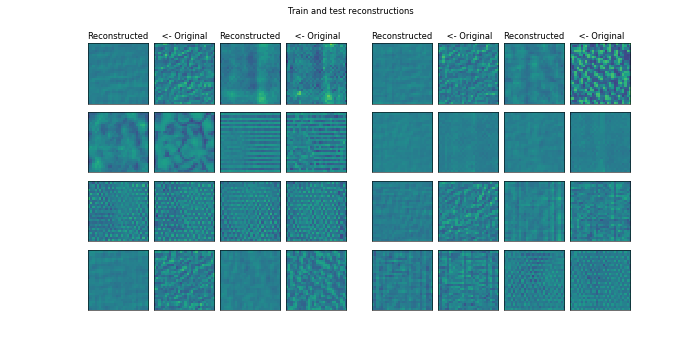 Train and test reconstructions
Reconstructed <- Original Reconstructed <- Original Reconstructed <- Original Reconstructed <- Original